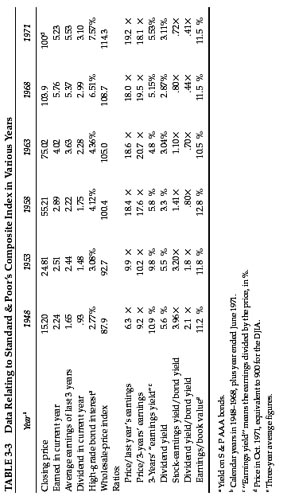 TABLE 3-3 Data Relating to Standard & Poor's Composite Index in Various Years
Year¹ 1948 1953 1958 1963 1968 1971
Closing price 15.20 24.81 55.21 75.02 103.9 100ᵈ
Earned in current year 2.24 2.51 2.89 4.02 5.76 5.23
Average earnings of last 3 years 1.65 2.44 2.22 3.63 5.37 5.53
Dividend in current year .93 1.48 1.75 2.28 2.99 3.10
High-grade bond interestᵃ 2.77% 3.08% 4.12% 4.36% 6.51% 7.57%
Wholesale-price index 87.9 92.7 100.4 105.0 108.7 114.3
Ratios:
Price/last year's earnings 6.3 × 9.9 × 18.4 × 18.6 × 18.0 × 19.2 ×
Price/3-years' earnings 9.2 × 10.2 × 17.6 × 20.7 × 19.5 × 18.1 ×
3-Years' "earnings yield"ᶜ 10.9 % 9.8 % 5.8 % 4.8 % 5.15% 5.53%
Dividend yield 5.6 % 5.5 % 3.3 % 3.04% 2.87% 3.11%
Stock-earnings yield/bond yield 3.96× 3.20× 1.41× 1.10× .80× .72×
Dividend yield/bond yield 2.1 × 1.8 × .80× .70× .44× .41×
Earnings/book valueᵉ 11.2 % 11.8 % 12.8 % 10.5 % 11.5 % 11.5 %
ᵃ Yield on S & P AAA bonds.
¹ Calendar years in 1948–1968, plus year ended June 1971.
ᶜ "Earnings yield" means the earnings divided by the price, in %.
ᵈ Price in Oct. 1971, equivalent to 900 for the DJIA.
ᵉ Three-year average figures.